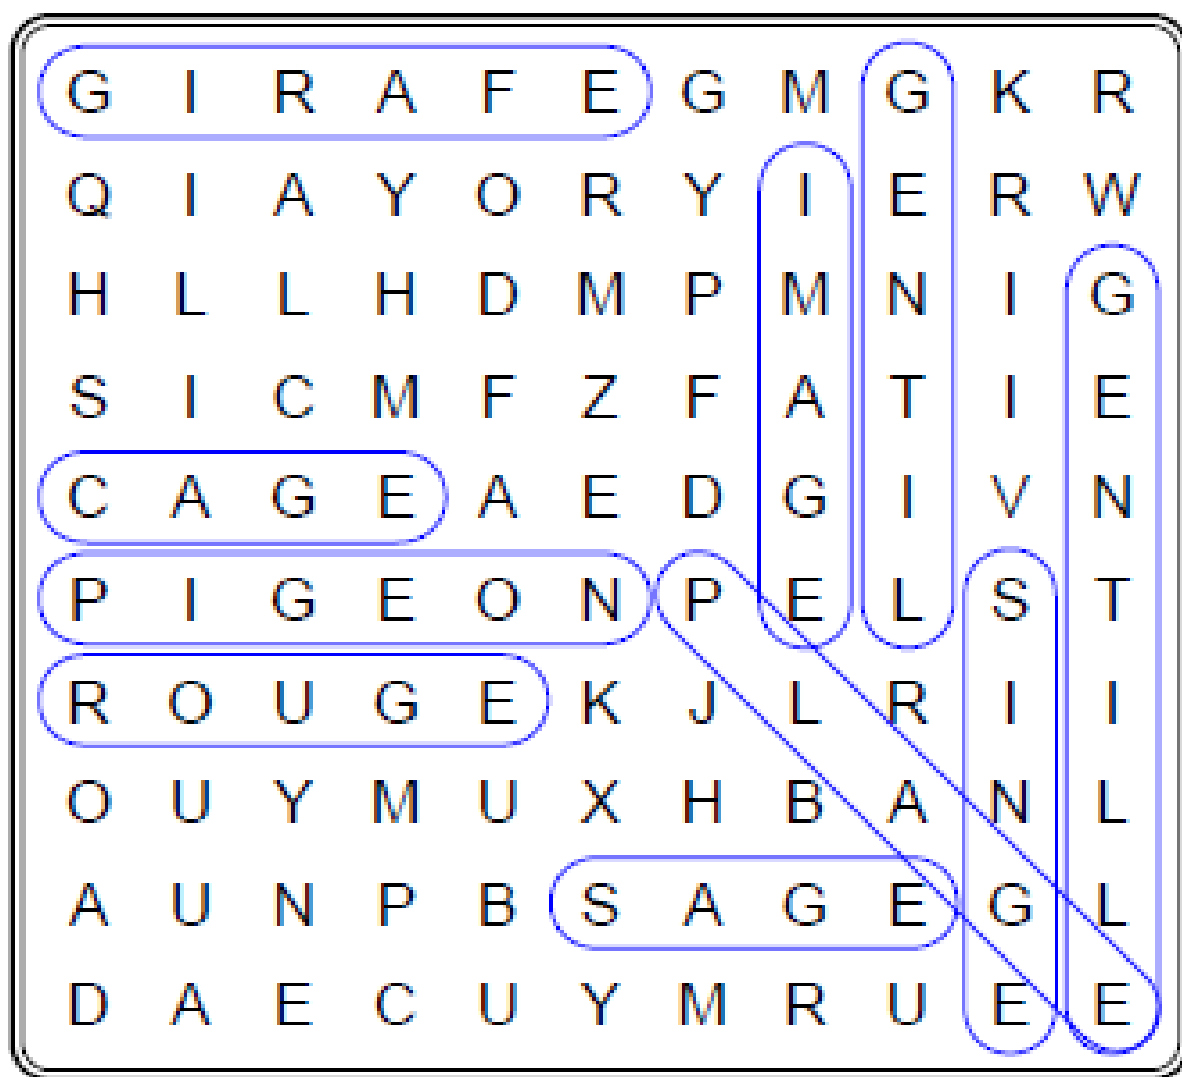 G I R A F E G M G K R
Q I A Y O R Y I E R W
H L L H D M P M N I G
S I C M F Z F A T I E
C A G E A E D G I V N
P I G E O N P E L S T
R O U G E K J L R I I
O U Y M U X H B A N L
A U N P B S A G E G L
D A E C U Y M R U E E